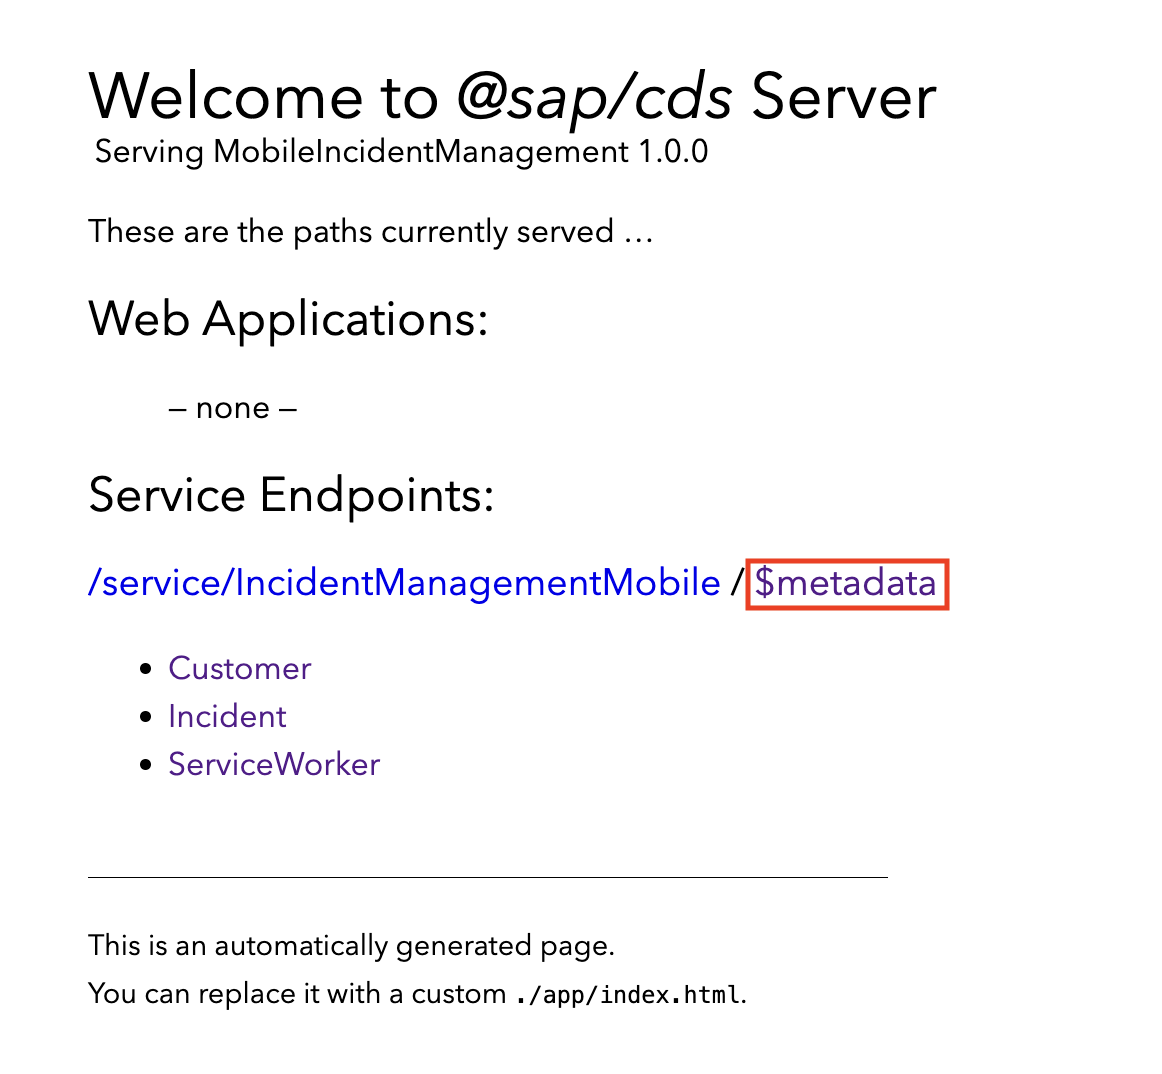 Welcome to @sap/cds Server
Serving MobileIncidentManagement 1.0.0
These are the paths currently served …
Web Applications:
– none –
Service Endpoints:
/service/IncidentManagementMobile / $metadata
• Customer
• Incident
• ServiceWorker
This is an automatically generated page.
You can replace it with a custom ./app/index.html.